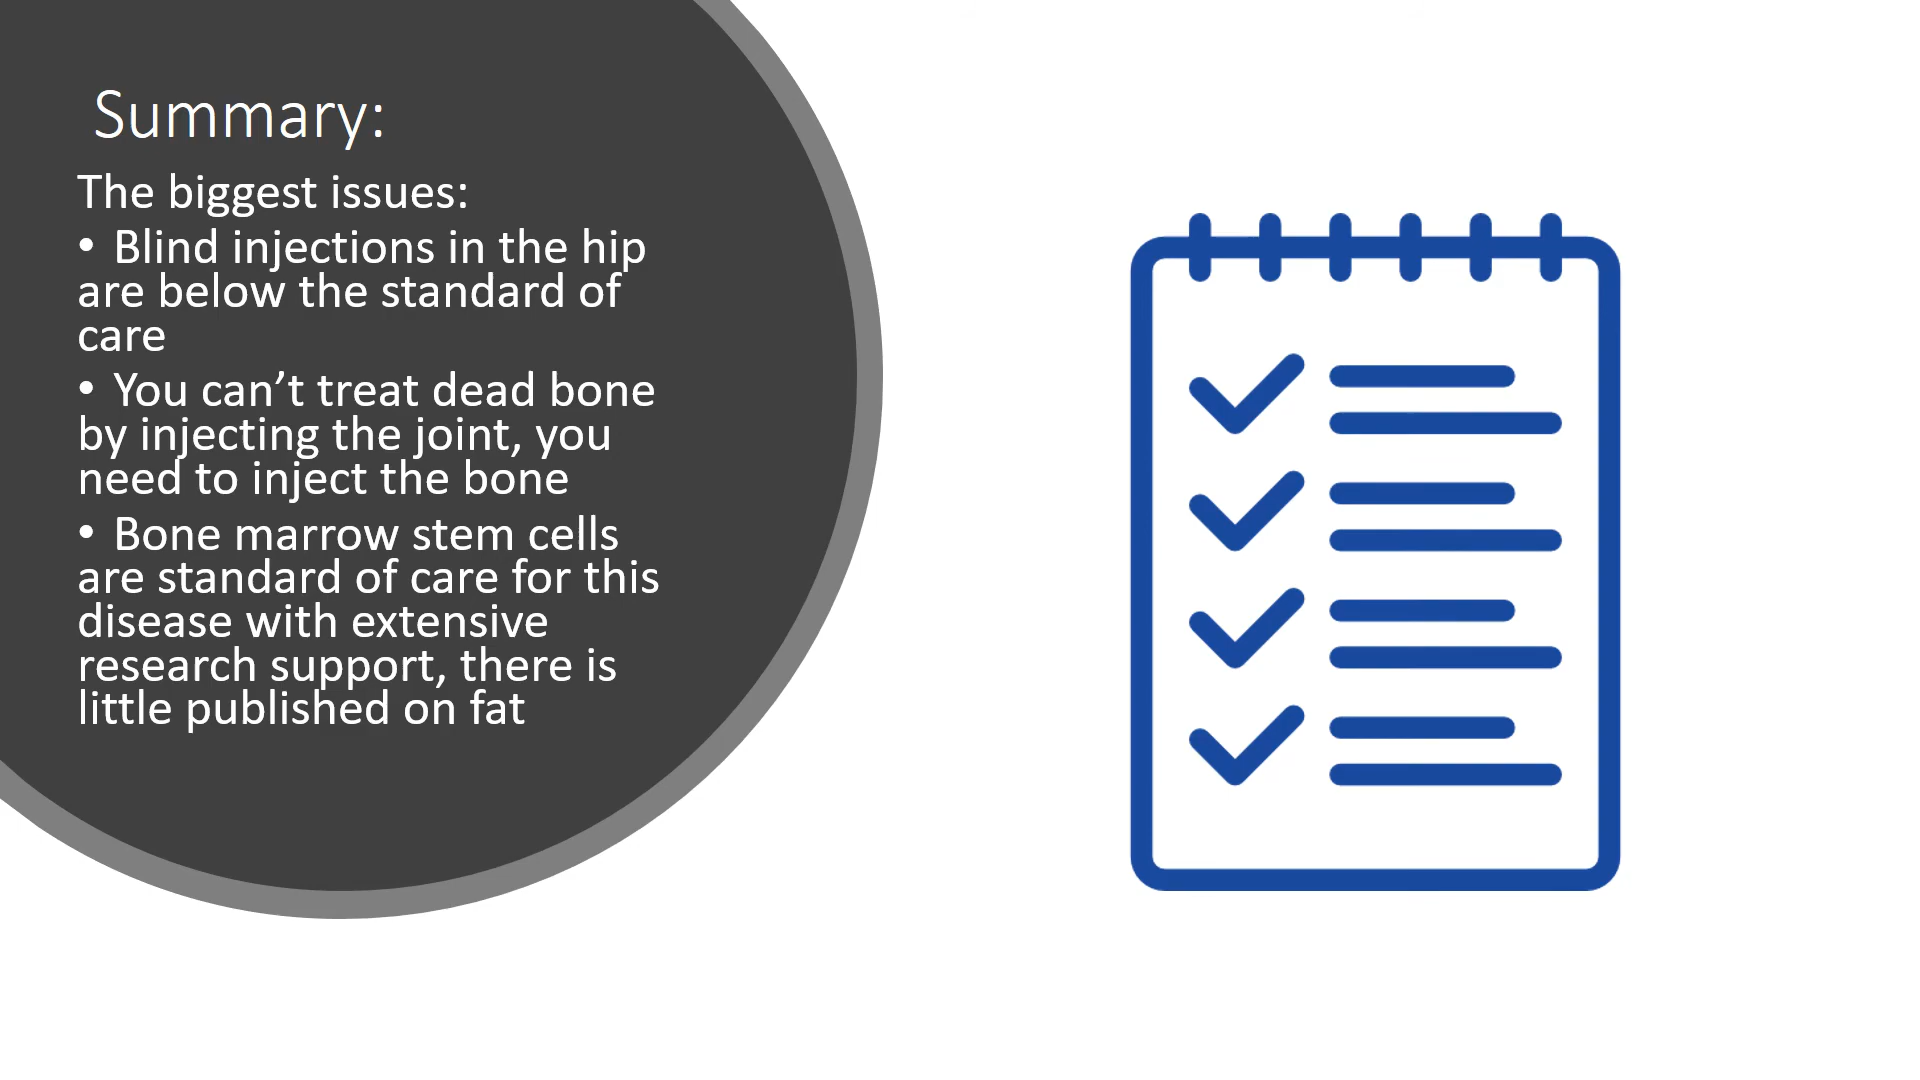 Summary:
The biggest issues:
• Blind injections in the hip
are below the standard of
care
• You can’t treat dead bone
by injecting the joint, you
need to inject the bone
• Bone marrow stem cells
are standard of care for this
disease with extensive
research support, there is
little published on fat